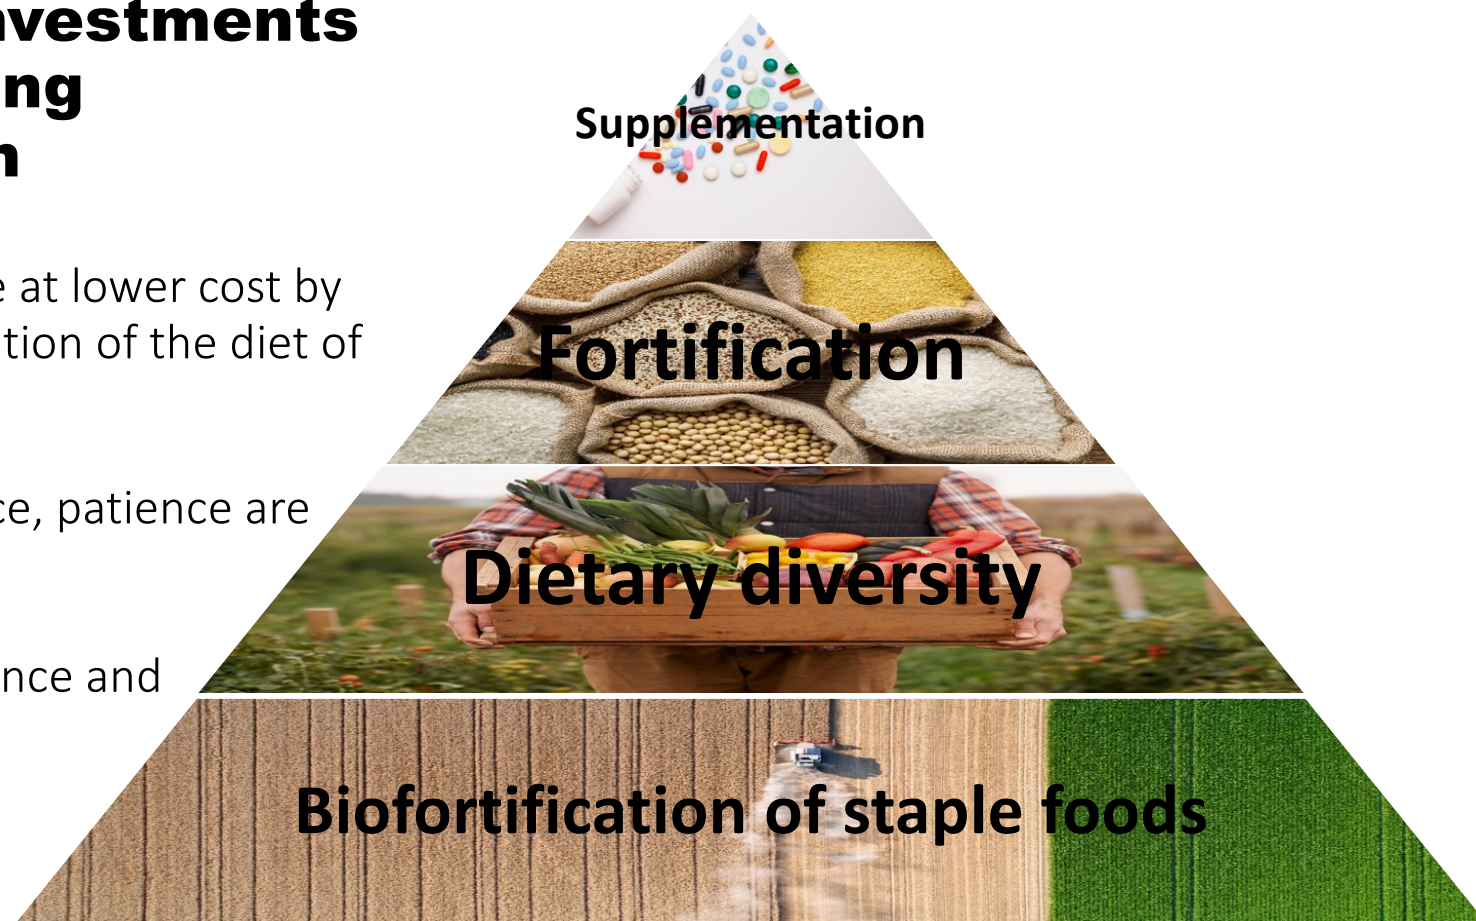 nvestments
ng
n
e at lower cost by
tion of the diet of
ce, patience are
nce and
Supplementation
Fortification
Dietary diversity
Biofortification of staple foods